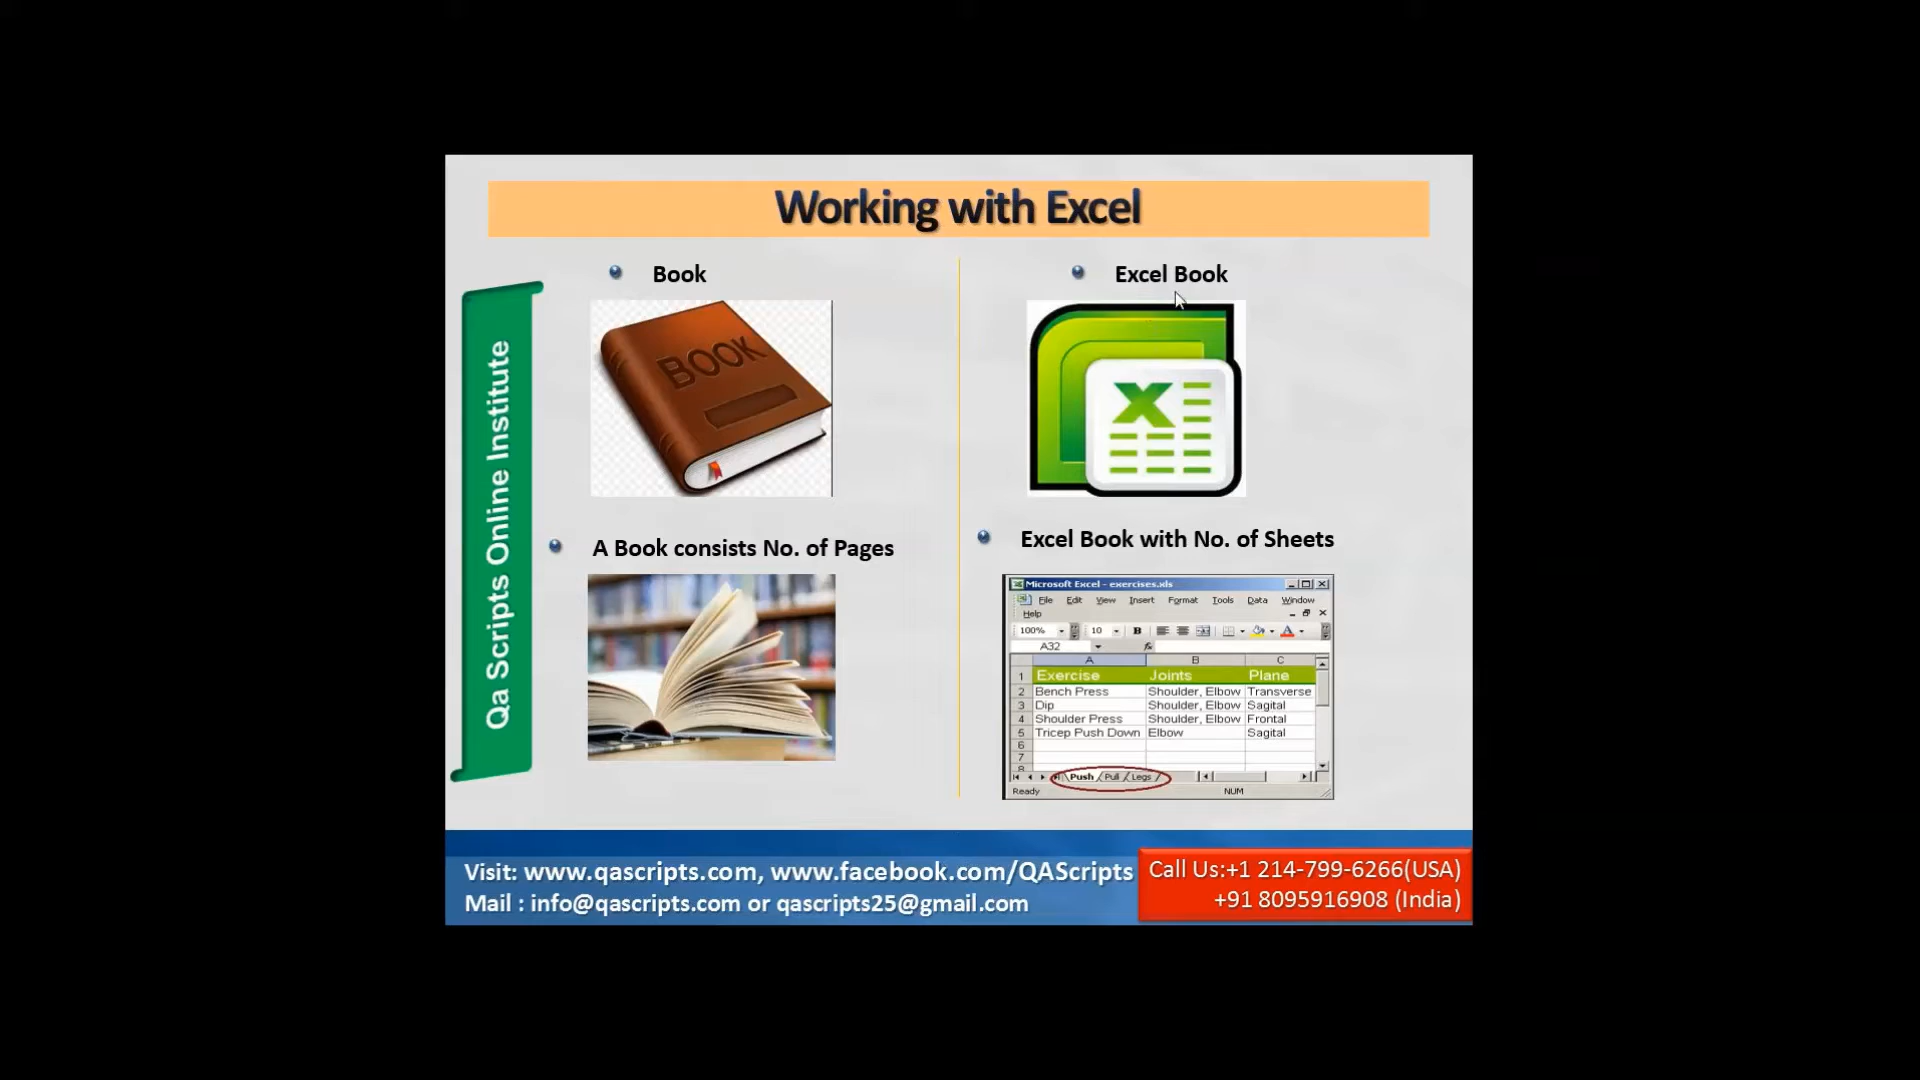 Working with Excel
Book
Excel Book
BOOK
Qa Scripts Online Institute
A Book consists No. of Pages
Excel Book with No. of Sheets
Microsoft Excel - exercises.xls
File Edit View Insert Format Tools Data Window
Help
100% 10 B A
A32 fx
A B C
1 Exercise Joints Plane
2 Bench Press Shoulder, Elbow Transverse
3 Dip Shoulder, Elbow Sagital
4 Shoulder Press Shoulder, Elbow Frontal
5 Tricep Push Down Elbow Sagital
6
7
8
Push Pull Legs
Ready NUM
Visit: www.qascripts.com, www.facebook.com/QAScripts
Mail : info@qascripts.com or qascripts25@gmail.com
Call Us:+1 214-799-6266(USA)
+91 8095916908 (India)